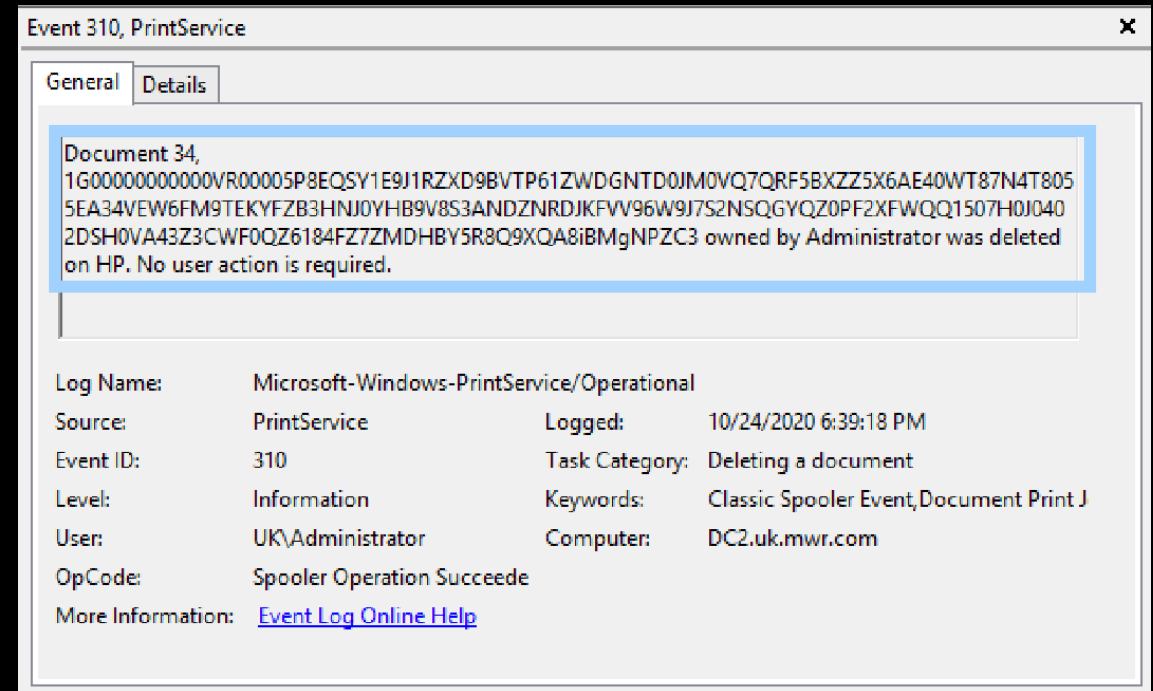 Event 310, PrintService
General Details
Document 34,
1G00000000000VR00005P8EQSY1E9J1RZXD9BVTP61ZWDGNTD0JM0VQ7QRF5BXZZ5X6AE40WT87N4T805
5EA34VEW6FM9TEKYFZB3HNJ0YHB9V8S3ANDZNRDJKFVV96W9J7S2NSQGYQZ0PF2XFWQQ1507H0J040
2DSH0VA43Z3CWF0QZ6184FZ7ZMDHBY5R8Q9XQA8iBMgNPZC3 owned by Administrator was deleted
on HP. No user action is required.
Log Name: Microsoft-Windows-PrintService/Operational
Source: PrintService Logged: 10/24/2020 6:39:18 PM
Event ID: 310 Task Category: Deleting a document
Level: Information Keywords: Classic Spooler Event,Document Print J
User: UK\Administrator Computer: DC2.uk.mwr.com
OpCode: Spooler Operation Succeede
More Information: Event Log Online Help